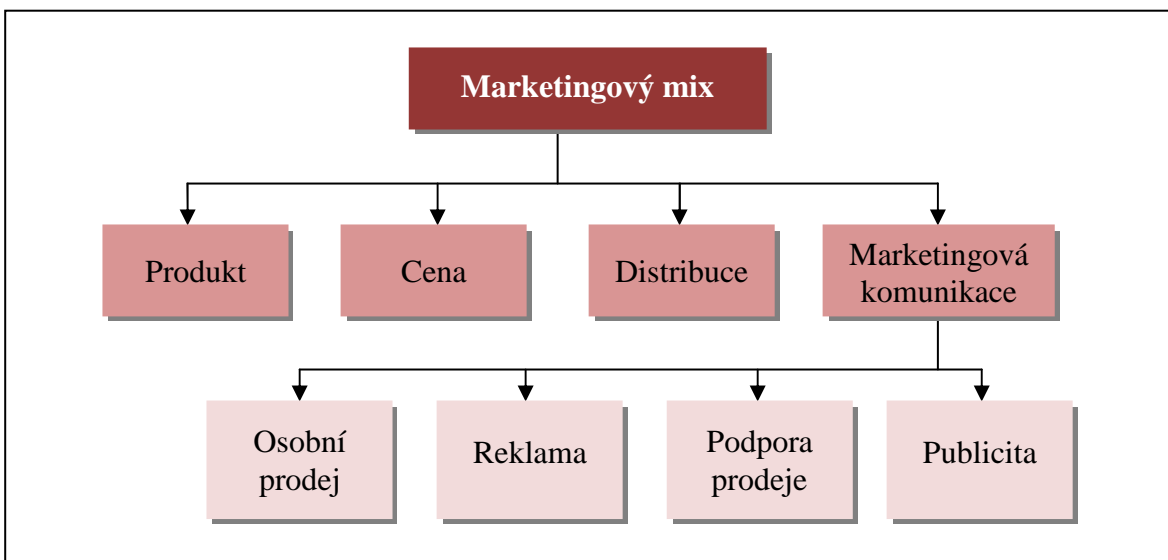 Marketingový mix
Produkt
Cena
Distribuce
Marketingová
komunikace
Osobní
prodej
Reklama
Podpora
prodeje
Publicita